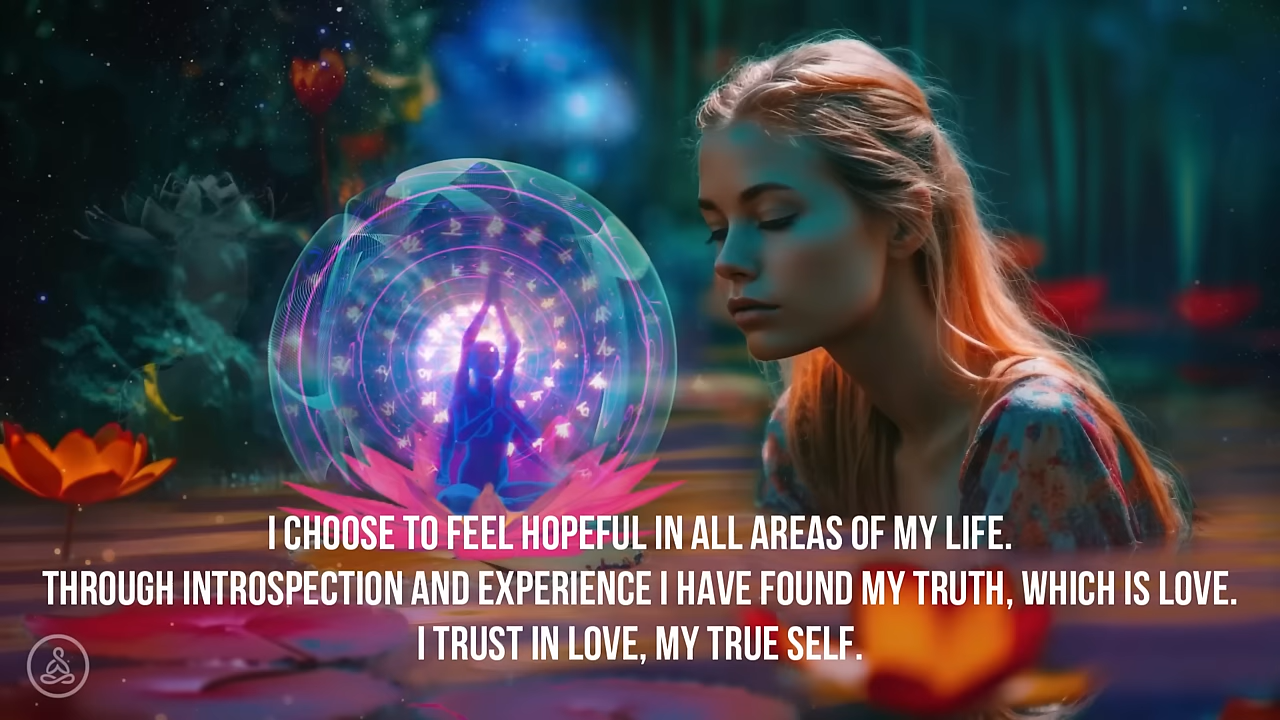 I CHOOSE TO FEEL HOPEFUL IN ALL AREAS OF MY LIFE.
THROUGH INTROSPECTION AND EXPERIENCE I HAVE FOUND MY TRUTH, WHICH IS LOVE.
I TRUST IN LOVE, MY TRUE SELF.